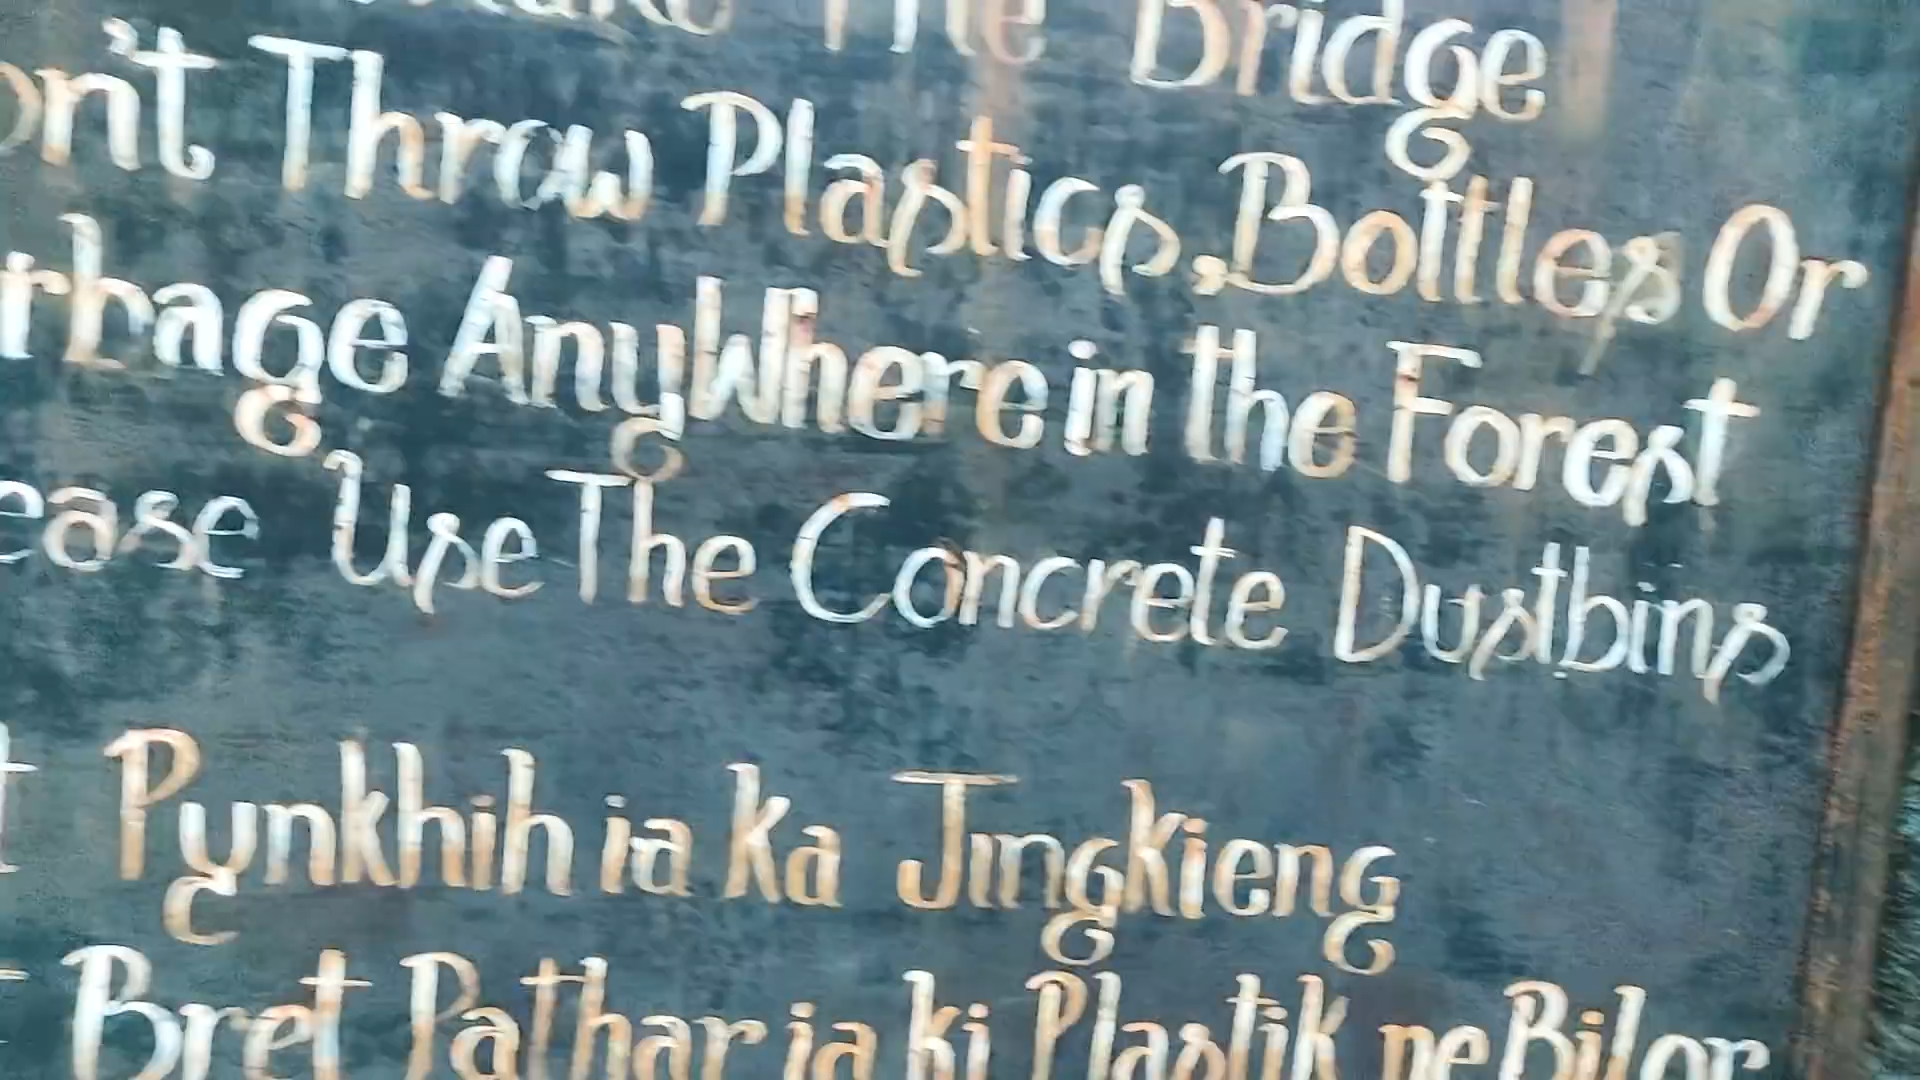 The Bridge
on't Throw Plastics, Bottles Or
rbage AnyWhere in the Forest
ease Use The Concrete Dustbins
t Pynkhih ia ka Jingkieng
t Bret Pathar ia ki Plastik ne Bilor